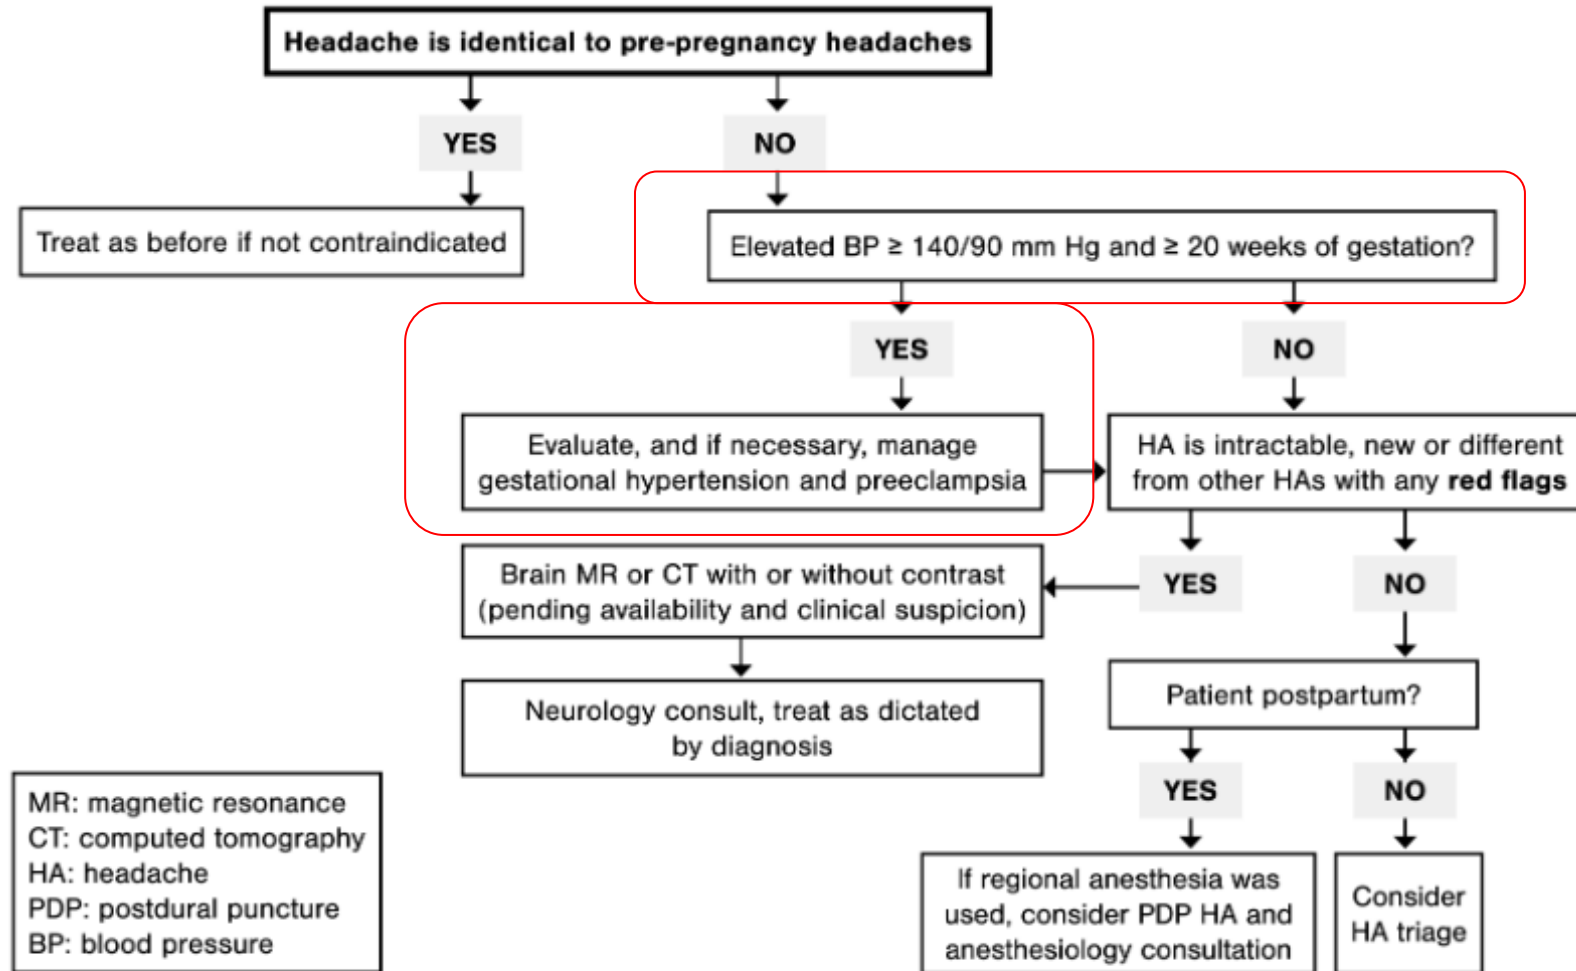 Headache is identical to pre-pregnancy headaches
YES
NO
Treat as before if not contraindicated
Elevated BP ≥ 140/90 mm Hg and ≥ 20 weeks of gestation?
YES
NO
Evaluate, and if necessary, manage
gestational hypertension and preeclampsia
HA is intractable, new or different
from other HAs with any red flags
Brain MR or CT with or without contrast
(pending availability and clinical suspicion)
YES
NO
Neurology consult, treat as dictated
by diagnosis
Patient postpartum?
YES
NO
If regional anesthesia was
used, consider PDP HA and
anesthesiology consultation
Consider
HA triage
MR: magnetic resonance
CT: computed tomography
HA: headache
PDP: postdural puncture
BP: blood pressure